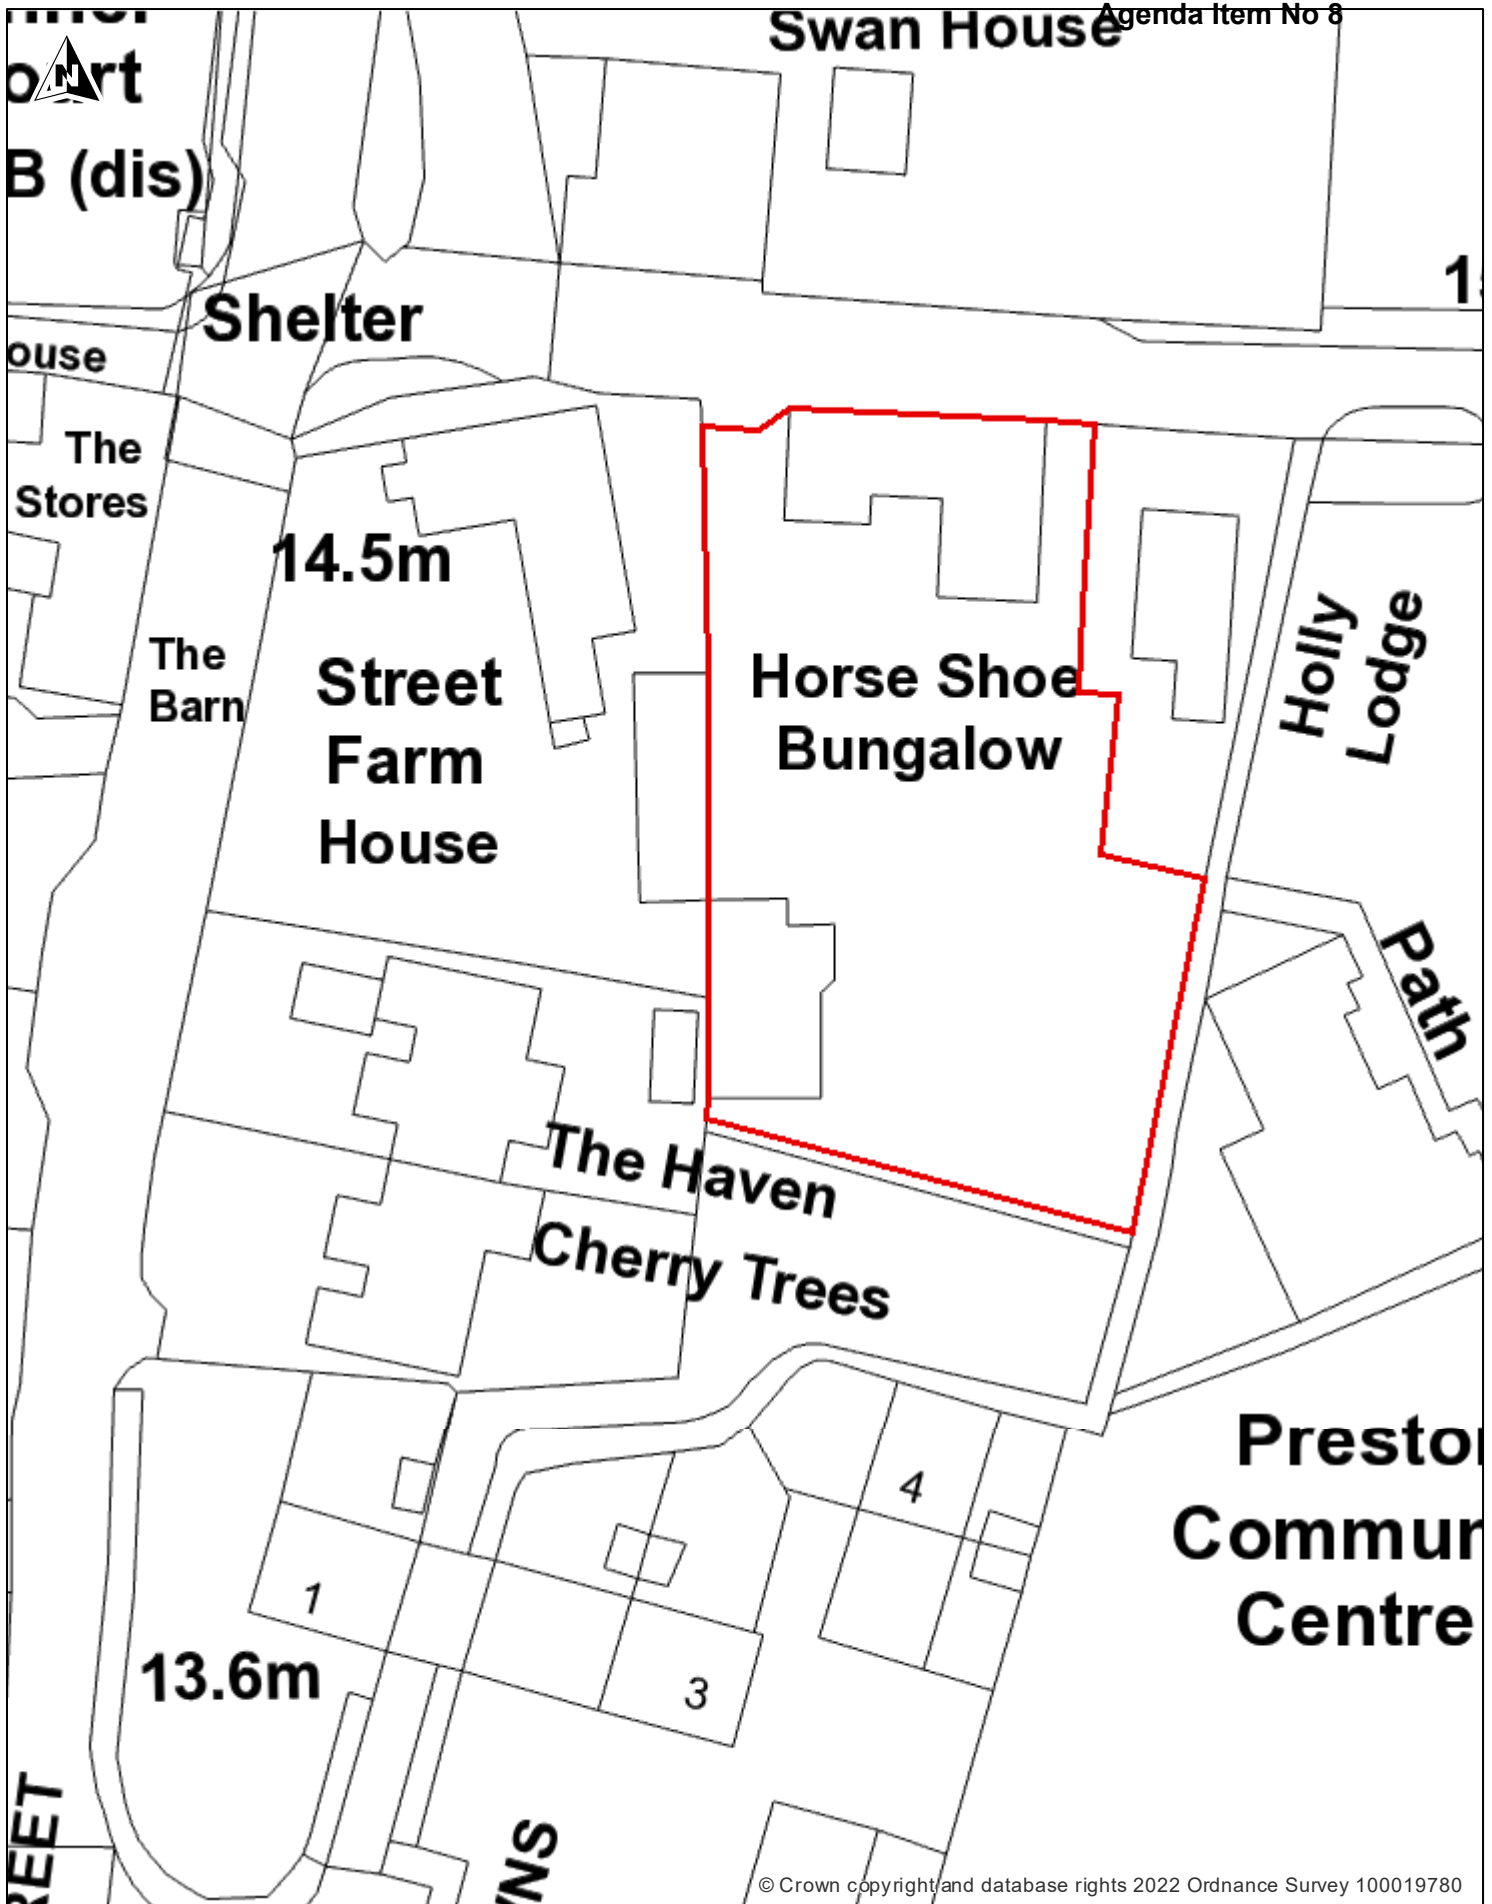 Agenda Item No 8
Swan House
N
B (dis)
Shelter
The
Stores
14.5m
The
Barn
Street
Farm
House
Horse Shoe
Bungalow
Holly
Lodge
Path
The Haven
Cherry Trees
4
1
3
13.6m
Centre
© Crown copyright and database rights 2022 Ordnance Survey 100019780